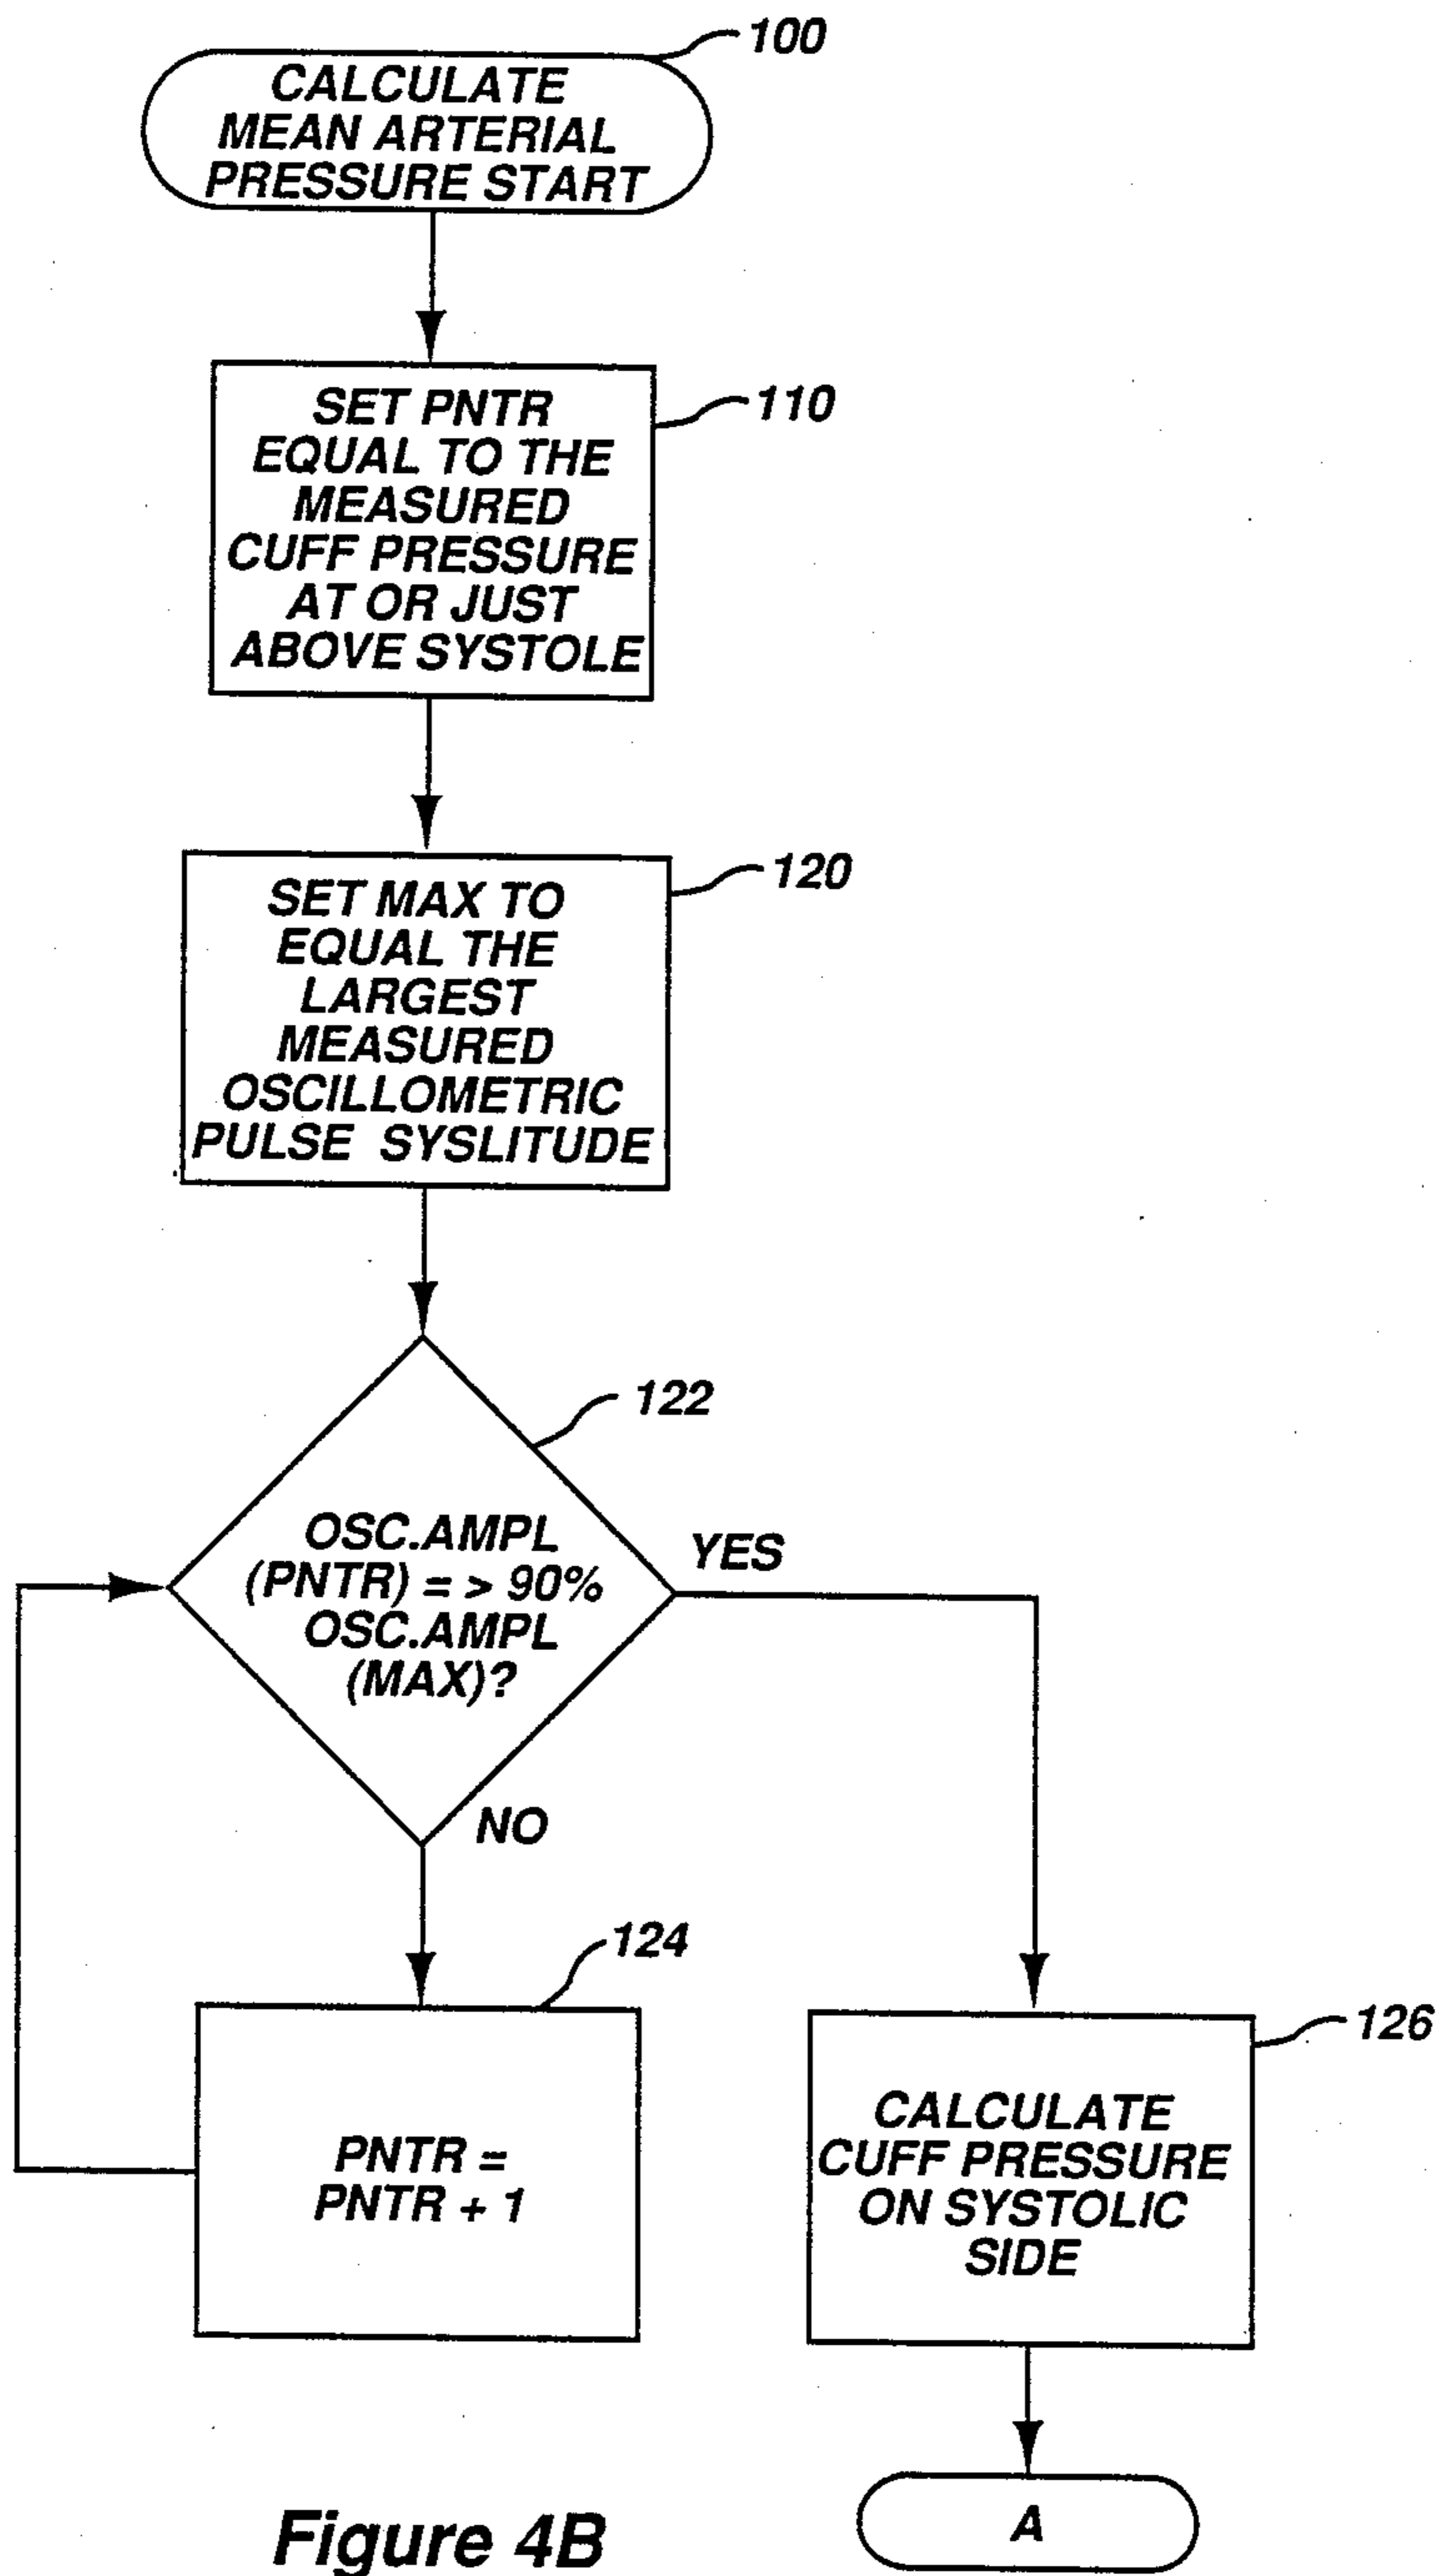 100
CALCULATE
MEAN ARTERIAL
PRESSURE START
110
SET PNTR
EQUAL TO THE
MEASURED
CUFF PRESSURE
AT OR JUST
ABOVE SYSTOLE
120
SET MAX TO
EQUAL THE
LARGEST
MEASURED
OSCILLOMETRIC
PULSE SYSLITUDE
122
OSC.AMPL
(PNTR) = > 90%
OSC.AMPL
(MAX)?
YES
NO
124
PNTR =
PNTR + 1
126
CALCULATE
CUFF PRESSURE
ON SYSTOLIC
SIDE
A
Figure 4B